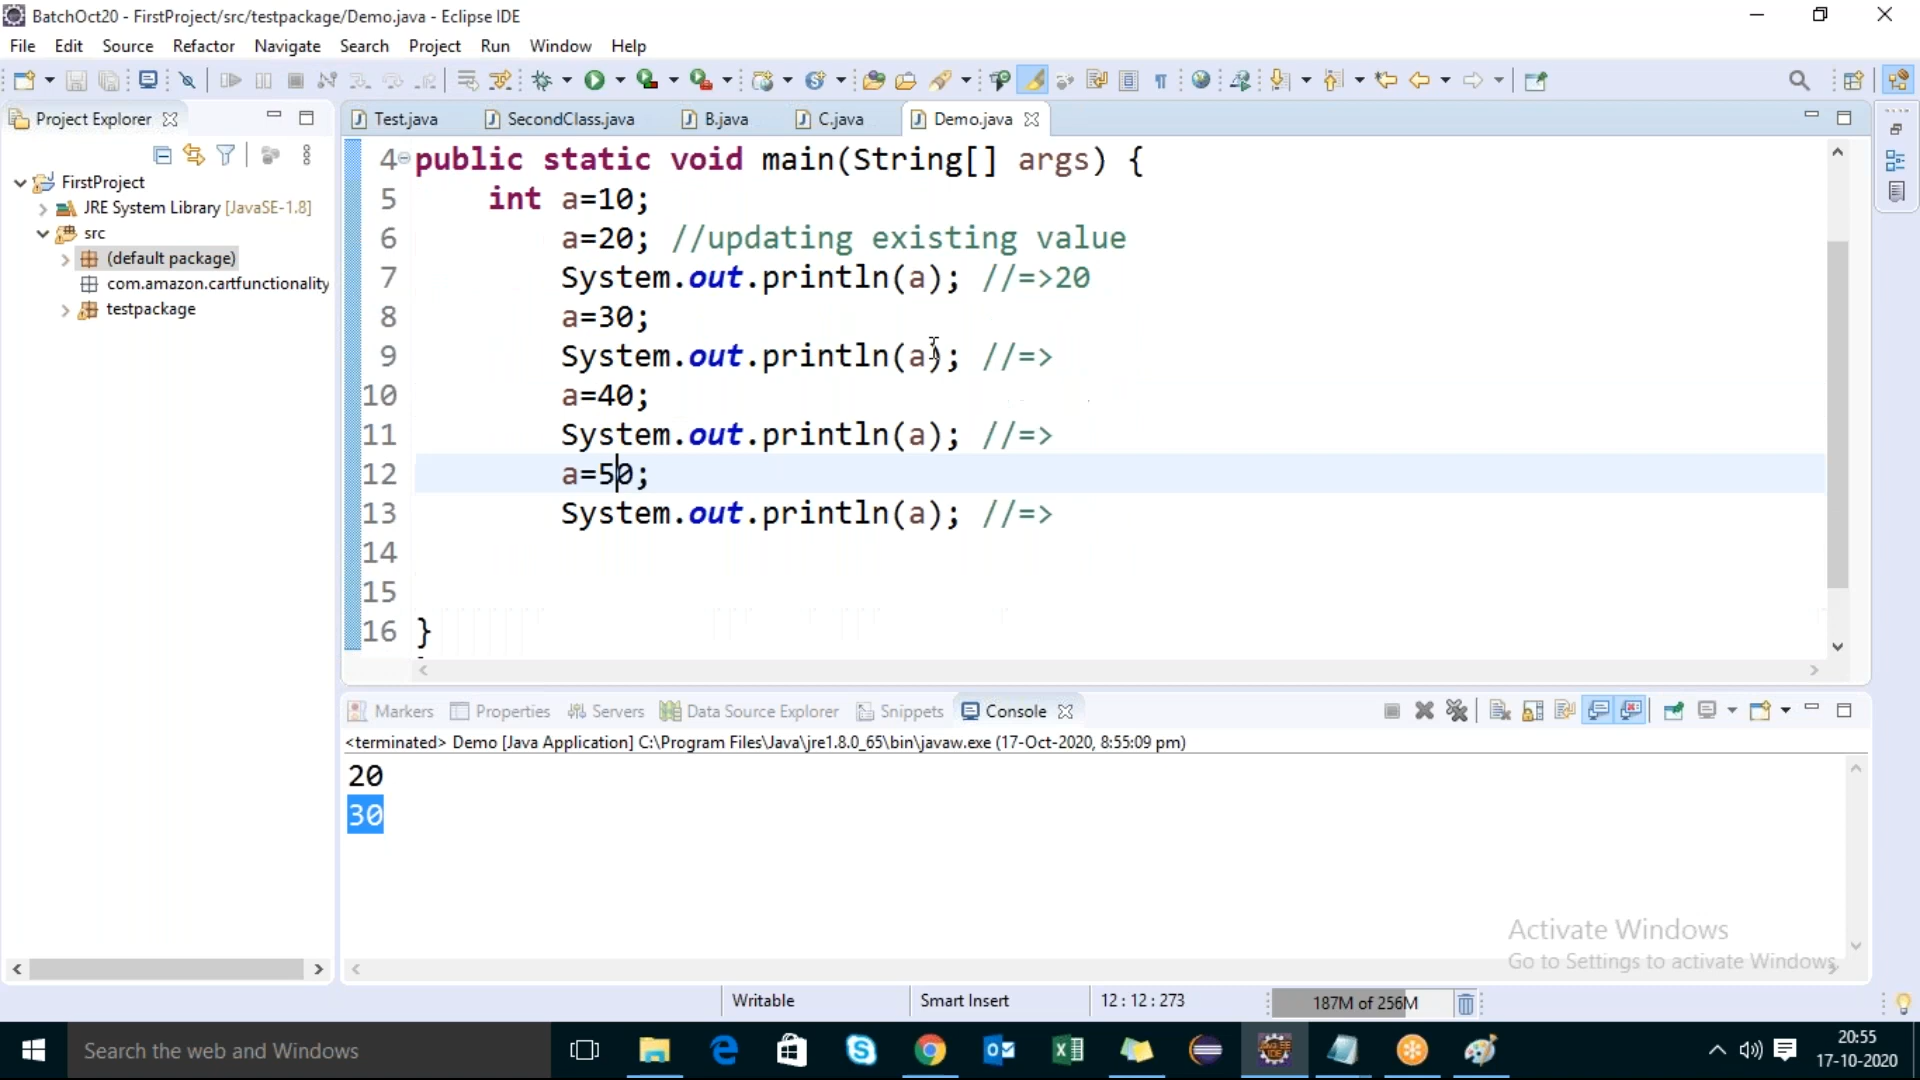 BatchOct20 - FirstProject/src/testpackage/Demo.java - Eclipse IDE
File Edit Source Refactor Navigate Search Project Run Window Help
Project Explorer
FirstProject
JRE System Library [JavaSE-1.8]
src
(default package)
com.amazon.cartfunctionality
testpackage
Test.java SecondClass.java B.java C.java Demo.java
4 public static void main(String[] args) {
5 int a=10;
6 a=20; //updating existing value
7 System.out.println(a); //=>20
8 a=30;
9 System.out.println(a); //=>
10 a=40;
11 System.out.println(a); //=>
12 a=50;
13 System.out.println(a); //=>
14
15
16 }
Markers Properties Servers Data Source Explorer Snippets Console
<terminated> Demo [Java Application] C:\Program Files\Java\jre1.8.0_65\bin\javaw.exe (17-Oct-2020, 8:55:09 pm)
20
30
Activate Windows
Go to Settings to activate Windows.
Writable Smart Insert 12 : 12 : 273 187M of 256M
Search the web and Windows
20:55
17-10-2020